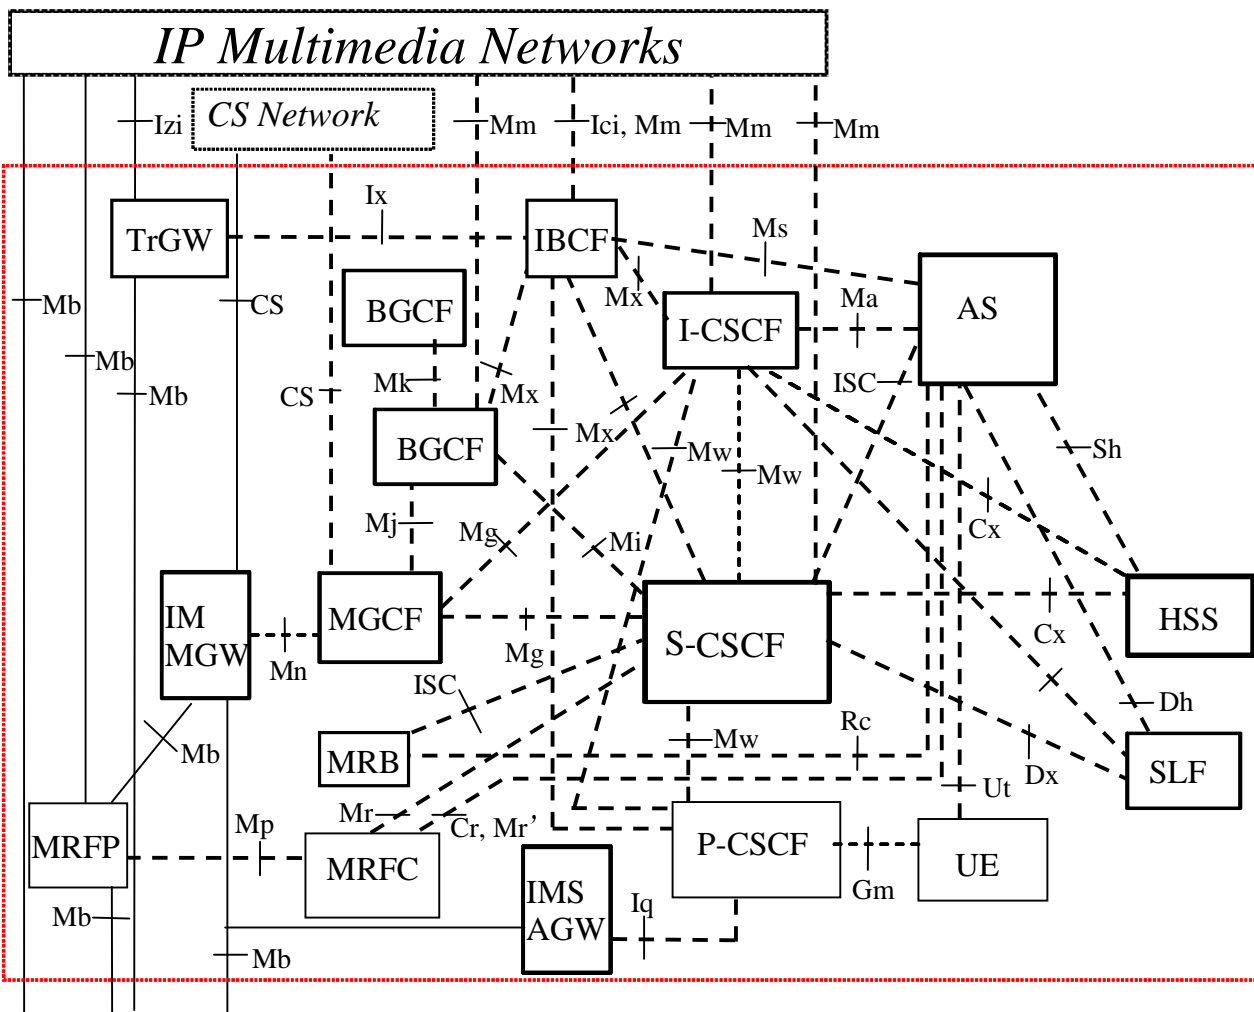 IP Multimedia Networks
Izi
CS Network
Mm
Ici, Mm
Mm
Mm
Ix
TrGW
IBCF
Ms
Mx
AS
Mb
CS
BGCF
I-CSCF
Ma
Mb
Mb
CS
Mk
Mx
ISC
BGCF
Mx
Mw
Mw
Sh
Mj
Mg
Mi
Cx
IM
MGW
MGCF
Mn
Mg
S-CSCF
Cx
HSS
ISC
Mb
MRB
Mw
Rc
Dh
Dx
SLF
Ut
MRFP
Mp
Mr
Cr, Mr’
MRFC
P-CSCF
Gm
UE
IMS
AGW
Iq
Mb
Mb